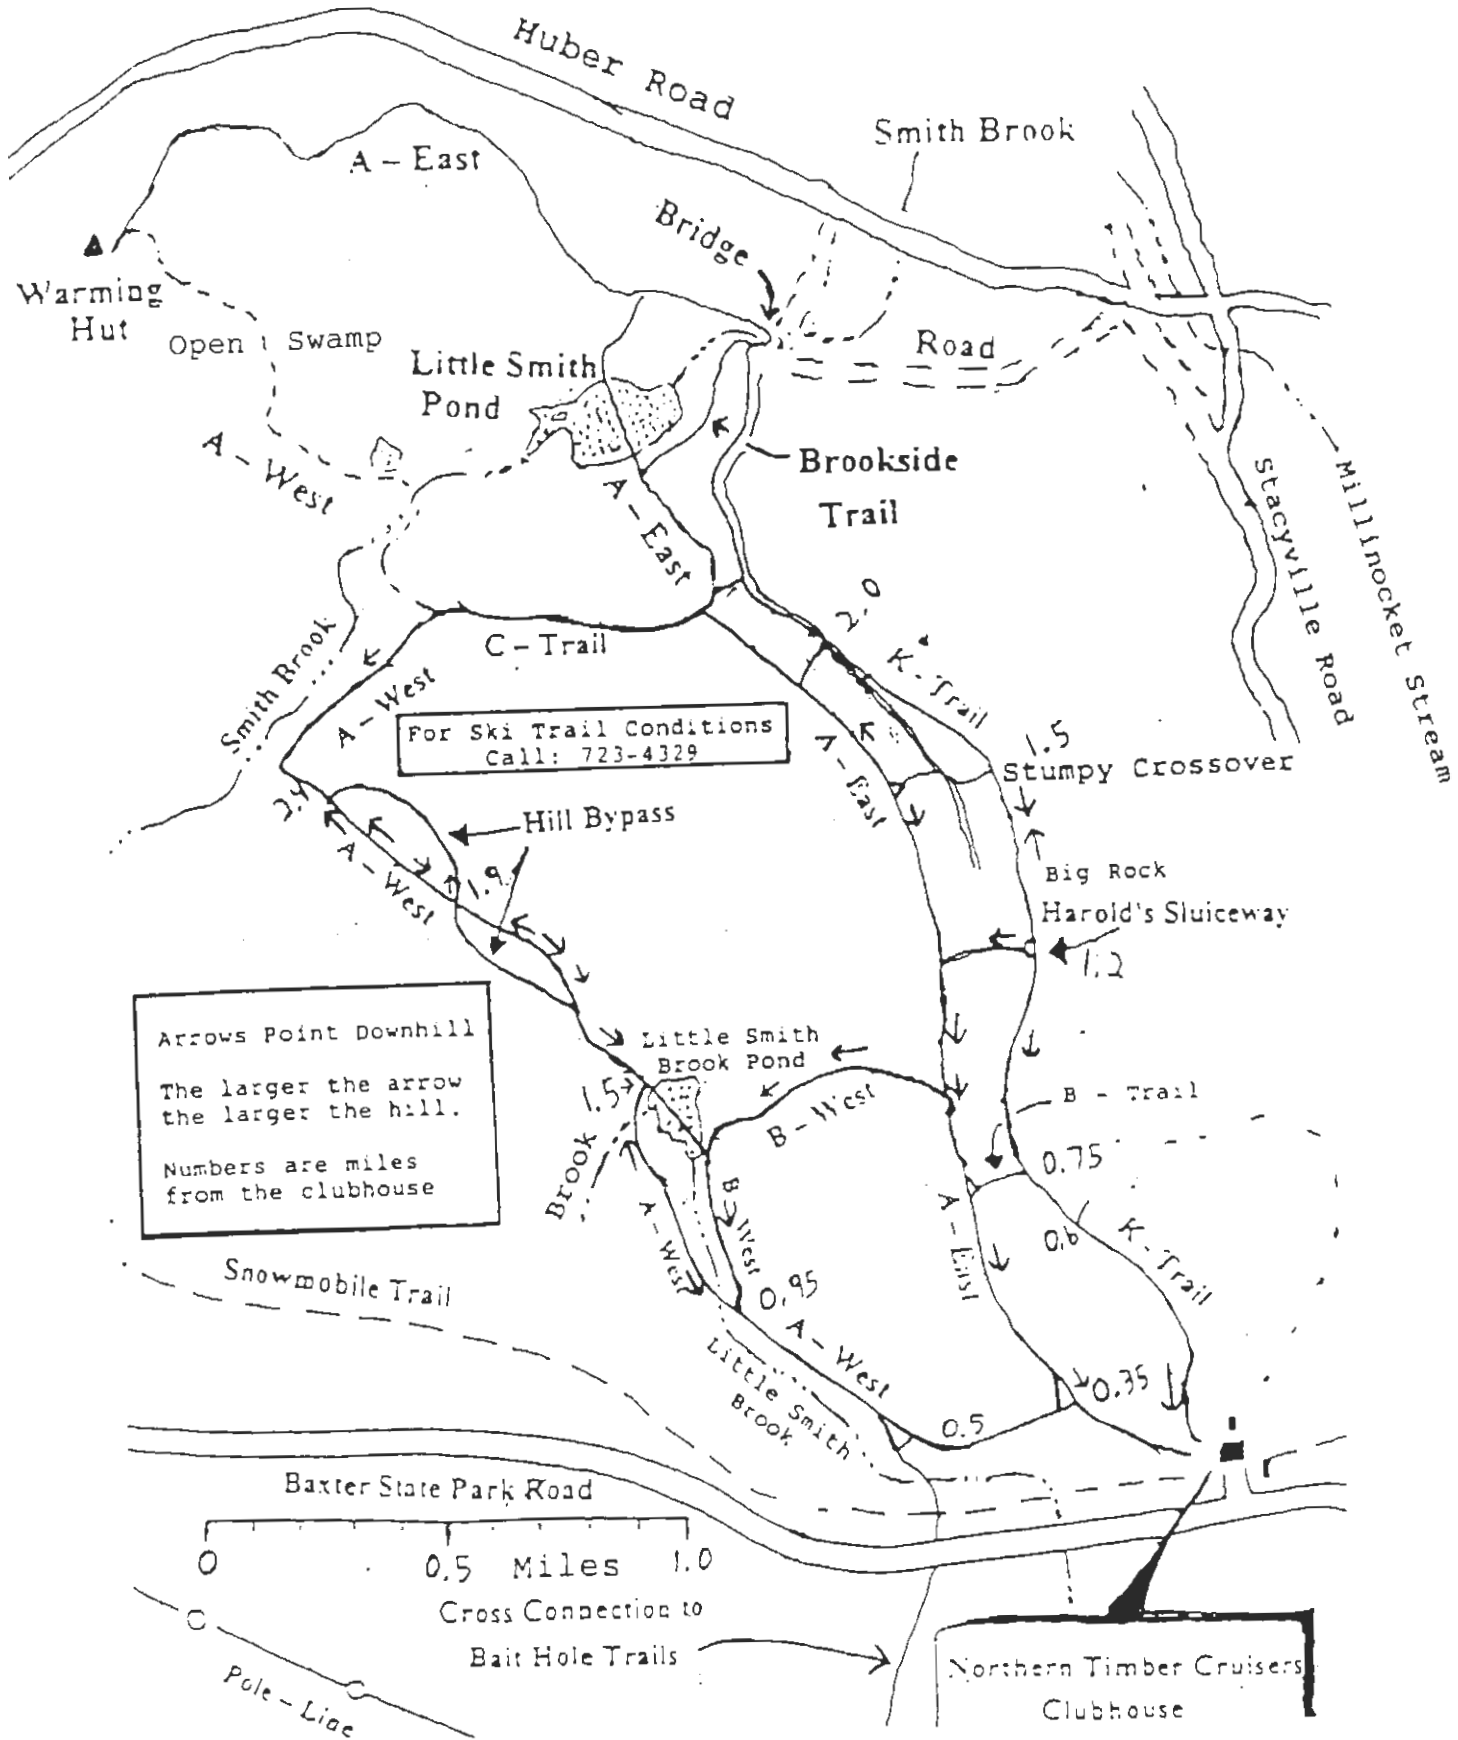 Huber Road
Smith Brook
A - East
Bridge
Warming
Hut
Open Swamp
Little Smith
Pond
Road
A - West
Brookside
Trail
A - East
Stacyville Road
Millinocket Stream
2.0
K-Trail
C - Trail
Smith Brook
A - West
For Ski Trail Conditions
Call: 723-4329
1.5
Stumpy Crossover
A - East
2.4
Hill Bypass
A - West
1.9
Big Rock
Harold's Sluiceway
1.2
Arrows Point Downhill
The larger the arrow
the larger the hill.
Numbers are miles
from the clubhouse
Little Smith
Brook Pond
1.5
B - West
B - Trail
0.75
Brook
A - West
B - West
A - East
0.6
K-Trail
Snowmobile Trail
0.95
A - West
Little Smith
Brook
0.35
0.5
Baxter State Park Road
0 0.5 Miles 1.0
Cross Connection to
Bait Hole Trails
Pole - Line
Northern Timber Cruisers
Clubhouse